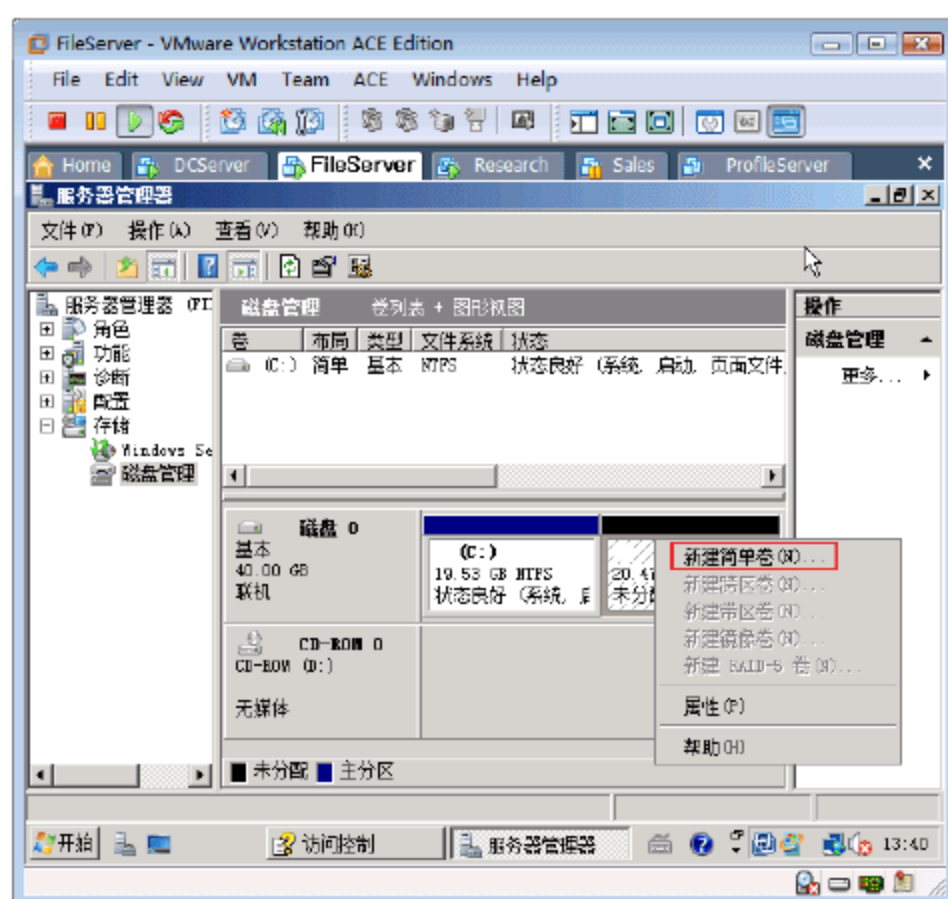 FileServer - VMware Workstation ACE Edition
File Edit View VM Team ACE Windows Help
Home DCServer FileServer Research Sales ProfileServer
服务器管理器
文件(F) 操作(A) 查看(V) 帮助(H)
服务器管理器 (FI
角色
功能
诊断
配置
存储
Windows Se
磁盘管理
磁盘管理 卷列表 + 图形视图
卷 布局 类型 文件系统 状态
(C:) 简单 基本 NTFS 状态良好 (系统, 启动, 页面文件,
磁盘 0
基本
40.00 GB
联机
(C:)
19.53 GB NTFS
状态良好 (系统, 启
20.47
未分配
CD-ROM 0
CD-ROM (D:)
无媒体
未分配 主分区
操作
磁盘管理
更多...
新建简单卷(N)...
新建跨区卷(N)...
新建带区卷(N)...
新建镜像卷(N)...
新建 RAID-5 卷(N)...
属性(P)
帮助(H)
开始 访问控制 服务器管理器 13:40